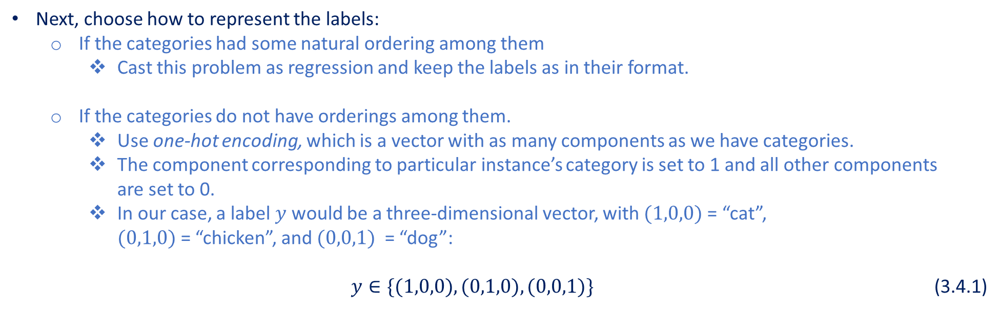 • Next, choose how to represent the labels:
o If the categories had some natural ordering among them
❖ Cast this problem as regression and keep the labels as in their format.
o If the categories do not have orderings among them.
❖ Use one-hot encoding, which is a vector with as many components as we have categories.
❖ The component corresponding to particular instance’s category is set to 1 and all other components
are set to 0.
❖ In our case, a label 𝑦 would be a three-dimensional vector, with (1,0,0) = “cat”,
(0,1,0) = “chicken”, and (0,0,1) = “dog”:
𝑦 ∈ {(1,0,0), (0,1,0), (0,0,1)} (3.4.1)